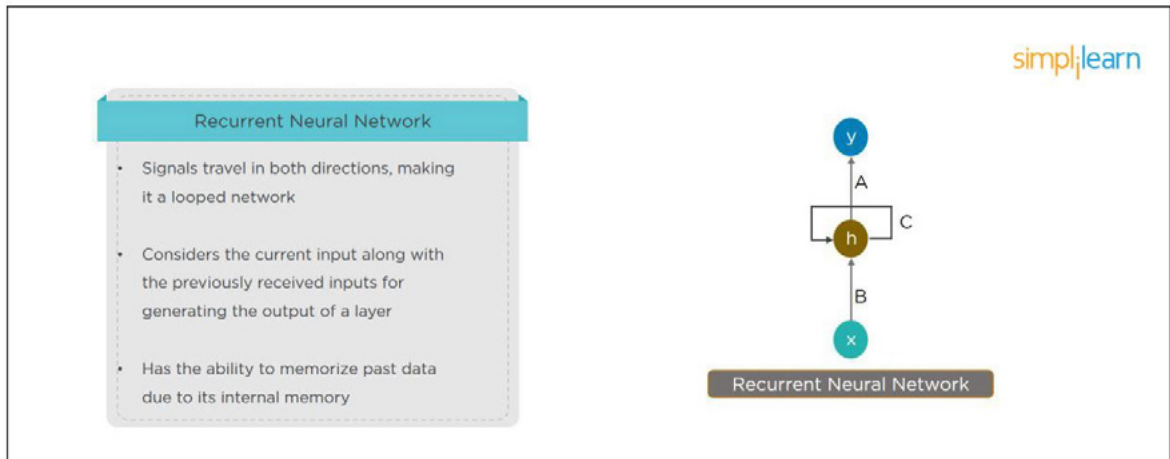 simplilearn
Recurrent Neural Network
• Signals travel in both directions, making
it a looped network
• Considers the current input along with
the previously received inputs for
generating the output of a layer
• Has the ability to memorize past data
due to its internal memory
y
A
C
h
B
x
Recurrent Neural Network